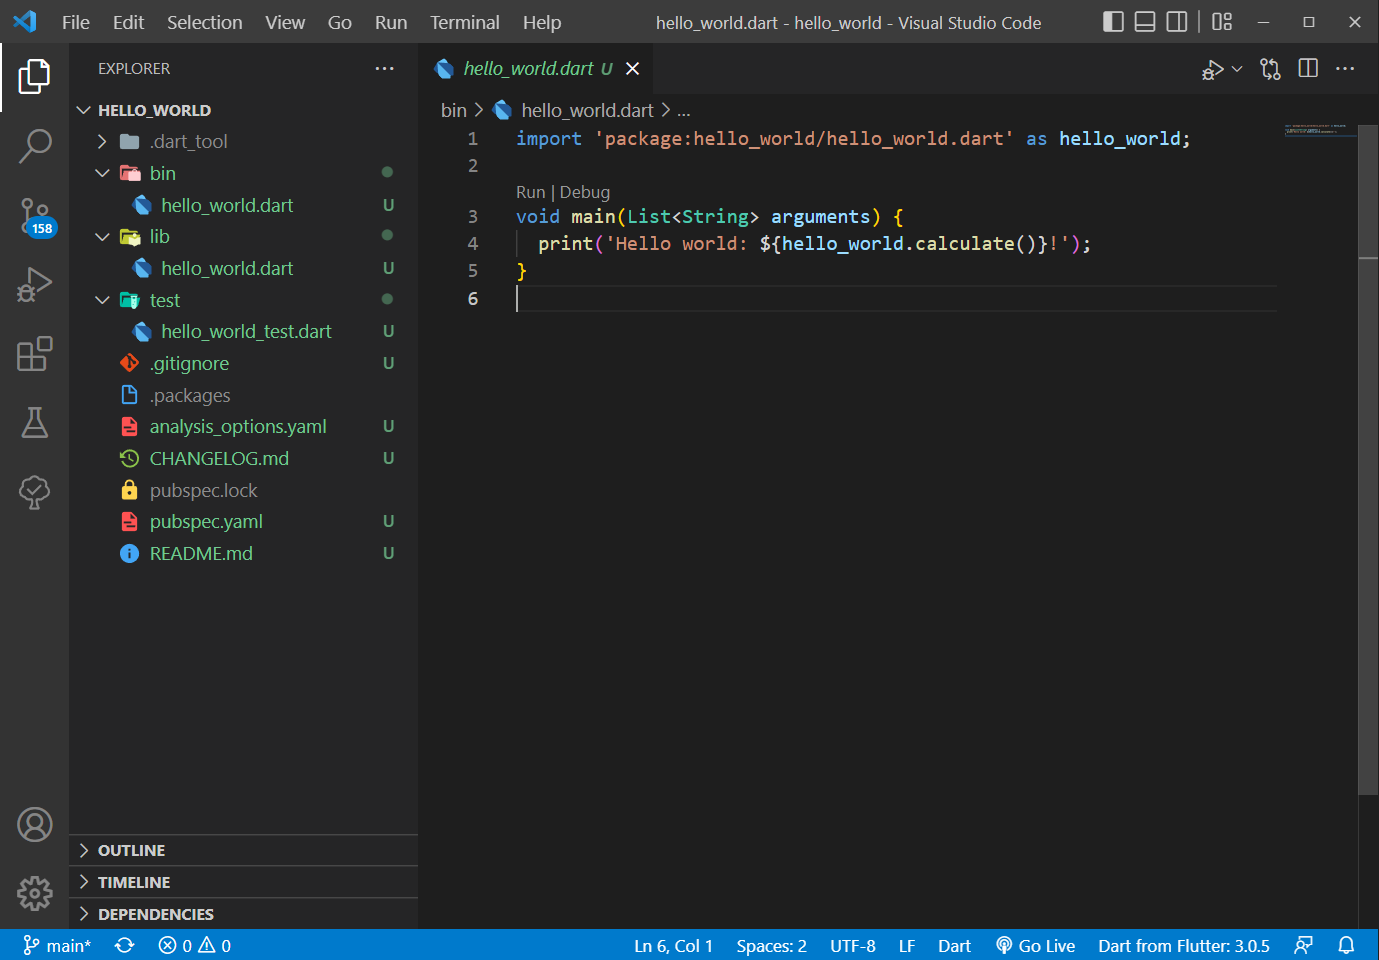 File Edit Selection View Go Run Terminal Help hello_world.dart - hello_world - Visual Studio Code
EXPLORER
HELLO_WORLD
.dart_tool
bin
hello_world.dart U
lib
hello_world.dart U
test
hello_world_test.dart U
.gitignore U
.packages
analysis_options.yaml U
CHANGELOG.md U
pubspec.lock
pubspec.yaml U
README.md U
158
OUTLINE
TIMELINE
DEPENDENCIES
hello_world.dart U
bin > hello_world.dart > ...
1 import 'package:hello_world/hello_world.dart' as hello_world;
2
Run | Debug
3 void main(List<String> arguments) {
4 print('Hello world: ${hello_world.calculate()}!');
5 }
6
main* 0 0 Ln 6, Col 1 Spaces: 2 UTF-8 LF Dart Go Live Dart from Flutter: 3.0.5